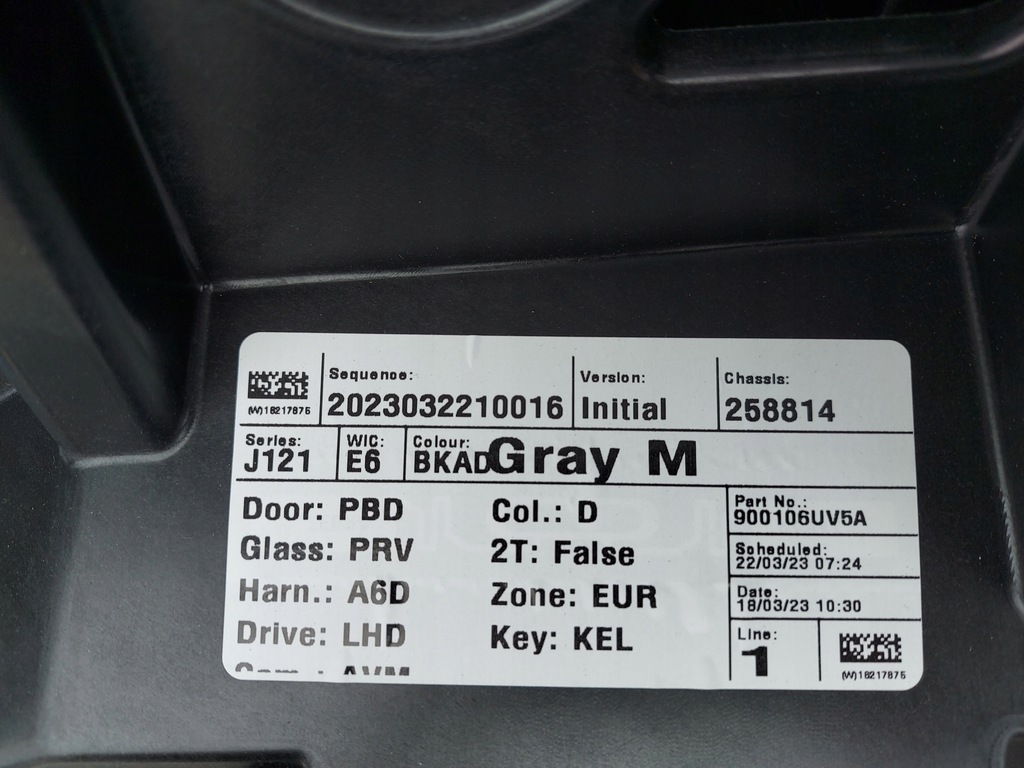 Sequence: Version: Chassis:
(W)18217875 2023032210016 Initial 258814
Series: WIC: Colour:
J121 E6 BKAD Gray M
Door: PBD Col.: D Part No.:
900106UV5A
Glass: PRV 2T: False Scheduled:
22/03/23 07:24
Harn.: A6D Zone: EUR Date:
18/03/23 10:30
Drive: LHD Key: KEL Line:
1
(W)18217875